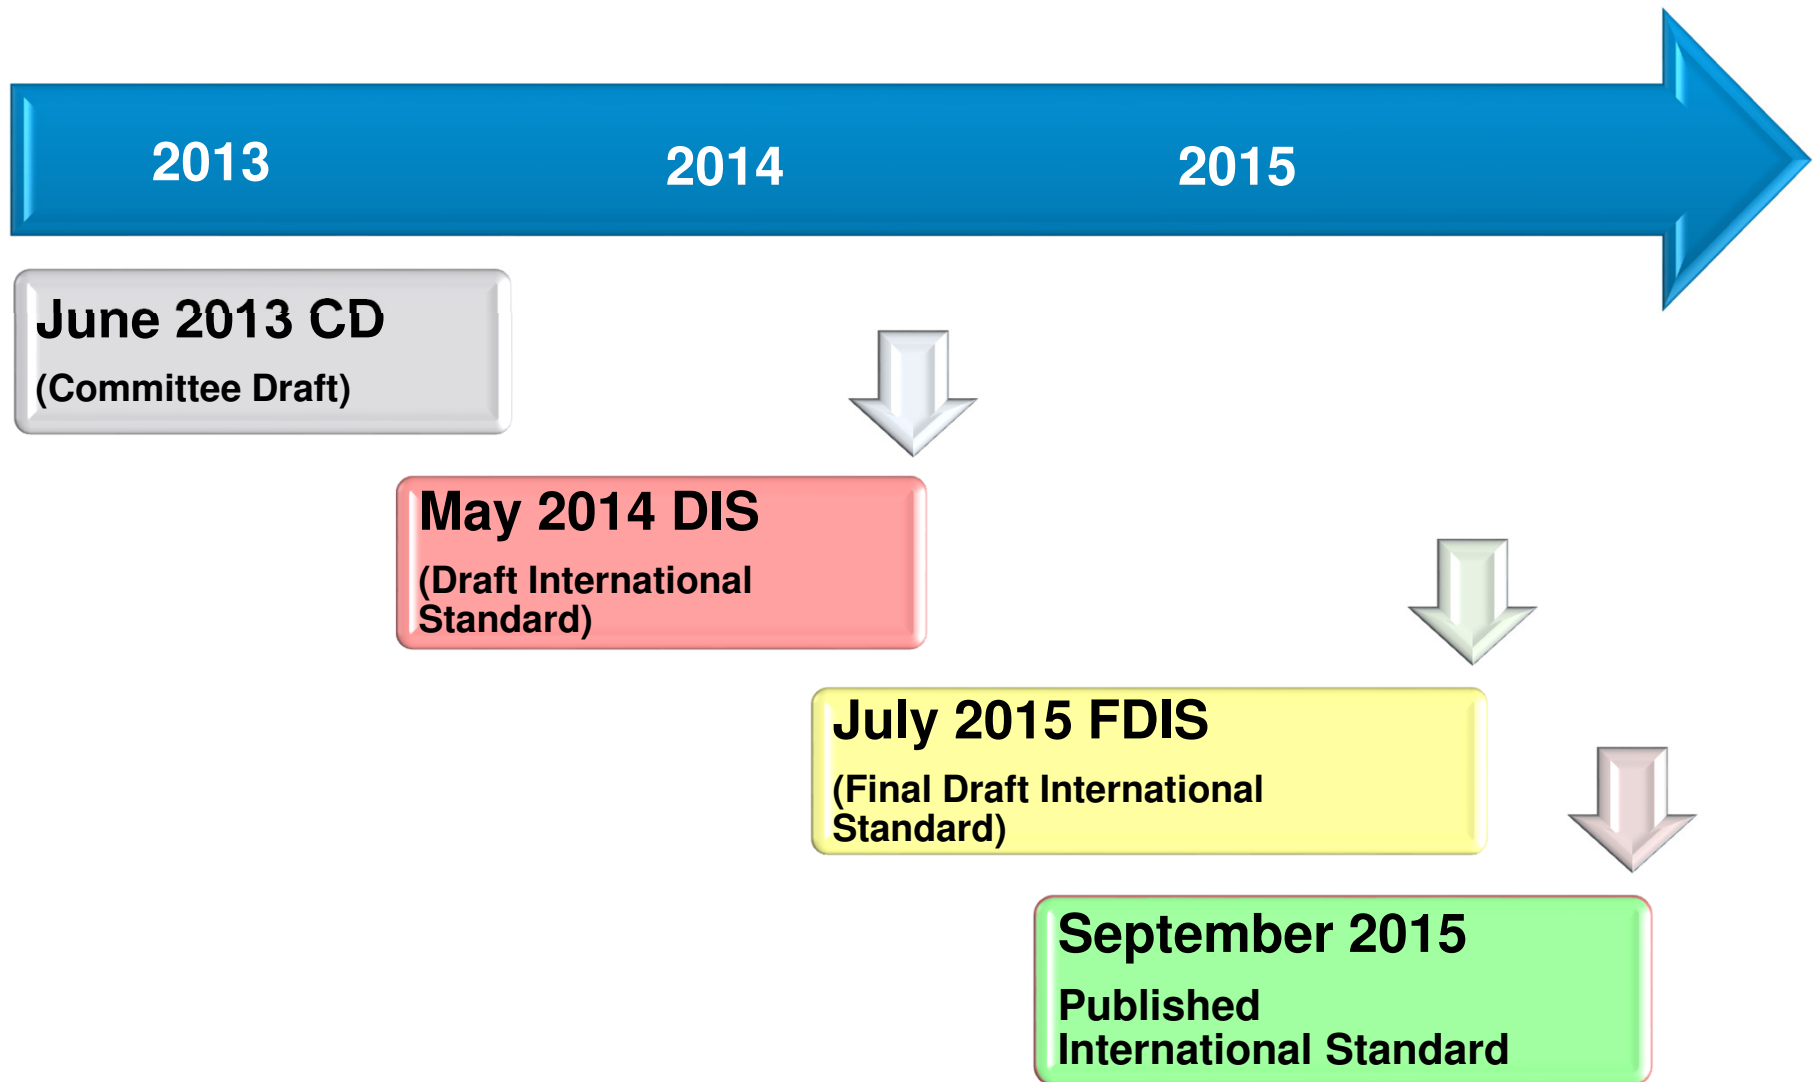 2013
2014
2015
June 2013 CD
(Committee Draft)
May 2014 DIS
(Draft International
Standard)
July 2015 FDIS
(Final Draft International
Standard)
September 2015
Published
International Standard